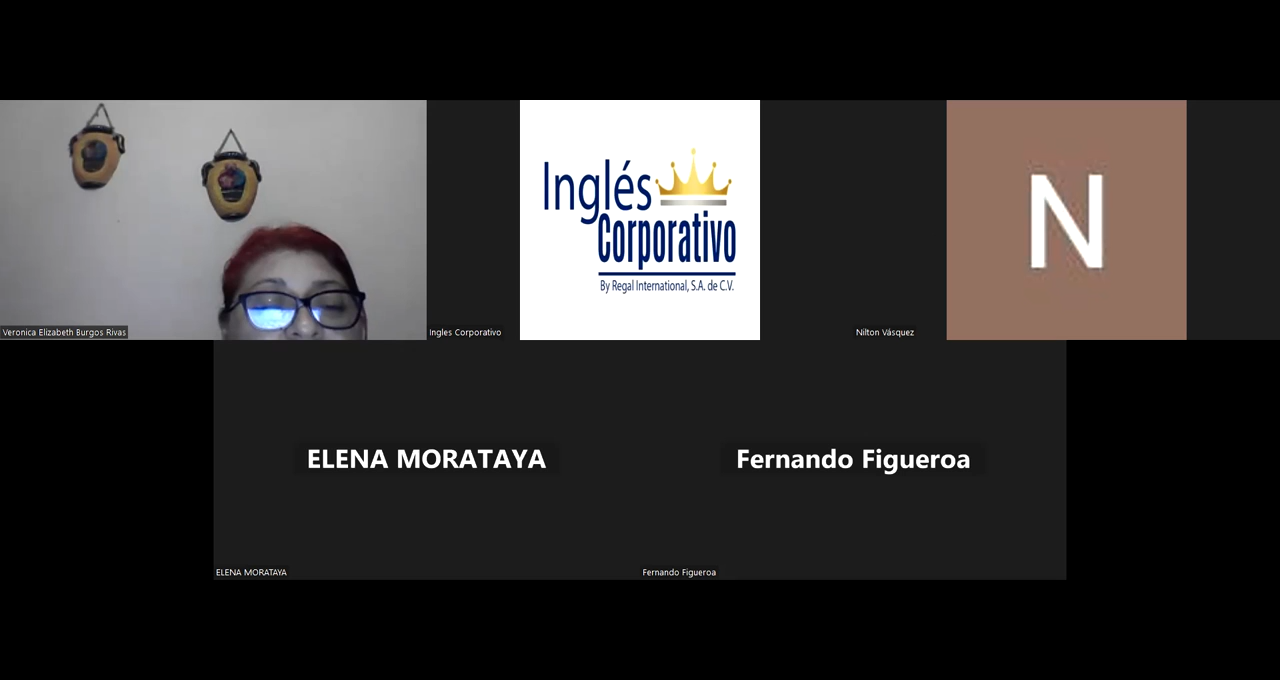 Inglés
Corporativo
By Regal International, S.A. de C.V.
N
Veronica Elizabeth Burgos Rivas
Ingles Corporativo
Nilton Vásquez
ELENA MORATAYA
Fernando Figueroa
ELENA MORATAYA
Fernando Figueroa